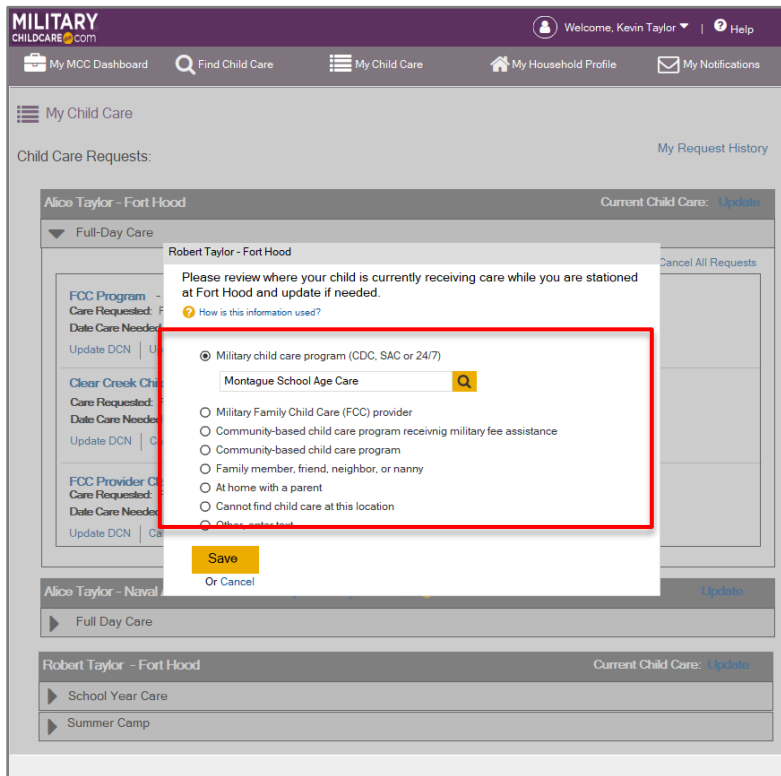 MILITARY
CHILDCARE.com
Welcome, Kevin Taylor | ? Help
My MCC Dashboard Find Child Care My Child Care My Household Profile My Notifications
My Child Care
My Request History
Child Care Requests:
Alice Taylor - Fort Hood Current Child Care: Update
Full-Day Care
Cancel All Requests
Robert Taylor - Fort Hood
Please review where your child is currently receiving care while you are stationed
at Fort Hood and update if needed.
? How is this information used?
FCC Program -
Care Requested: F
Date Care Needed
Update DCN |
Military child care program (CDC, SAC or 24/7)
Montague School Age Care
Clear Creek Chi
Care Requested:
Date Care Needed
Update DCN | Ca
Military Family Child Care (FCC) provider
Community-based child care program receivnig military fee assistance
Community-based child care program
Family member, friend, neighbor, or nanny
At home with a parent
Cannot find child care at this location
Other, enter text
FCC Provider C
Care Requested:
Date Care Needed
Update DCN | Ca
Save
Or Cancel
Alice Taylor - Naval Update
Full Day Care
Robert Taylor - Fort Hood Current Child Care: Update
School Year Care
Summer Camp